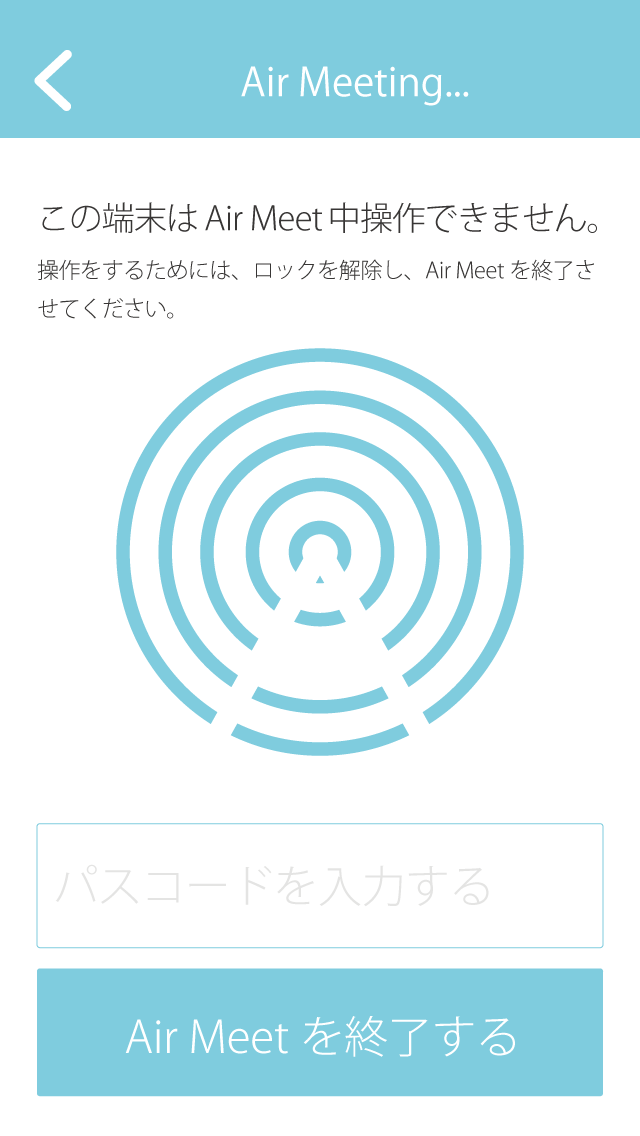 Air Meeting...
この端末は Air Meet 中操作できません。
操作をするためには、ロックを解除し、Air Meet を終了さ
せてください。
パスコードを入力する
Air Meet を終了する